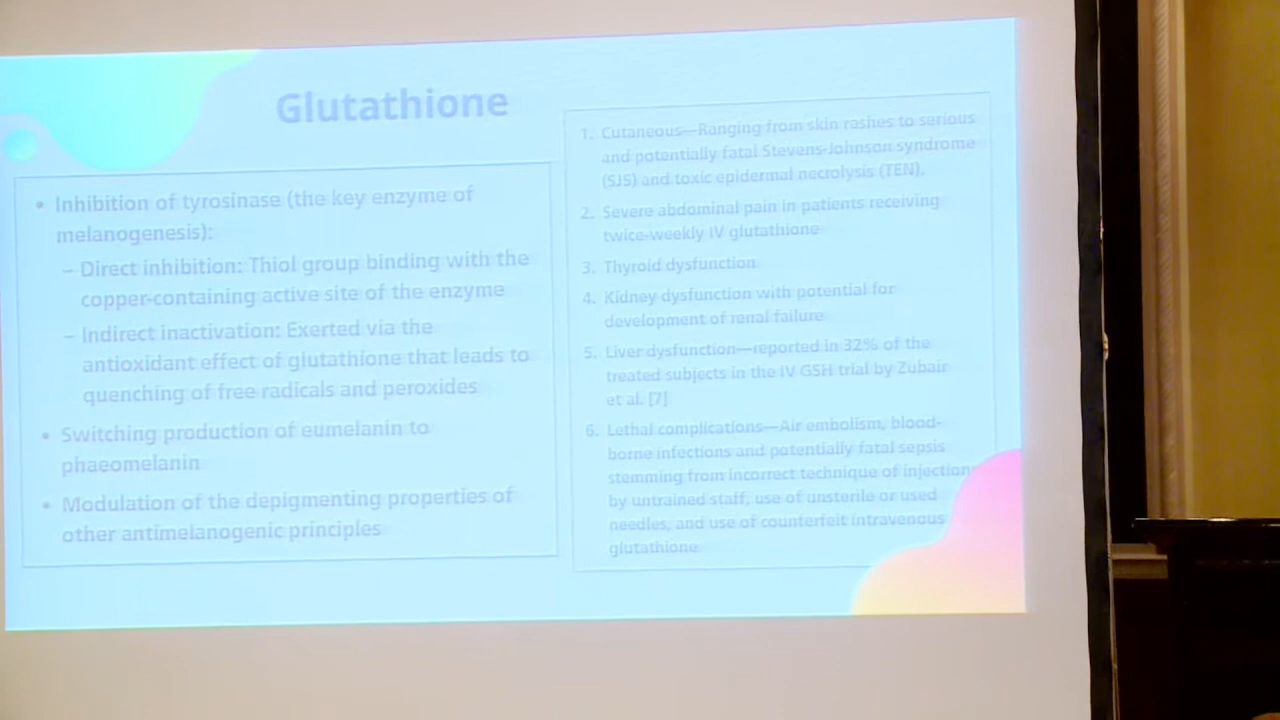 Glutathione
• Inhibition of tyrosinase (the key enzyme of
melanogenesis):
– Direct inhibition: Thiol group binding with the
copper-containing active site of the enzyme
– Indirect inactivation: Exerted via the
antioxidant effect of glutathione that leads to
quenching of free radicals and peroxides
• Switching production of eumelanin to
phaeomelanin
• Modulation of the depigmenting properties of
other antimelanogenic principles
1. Cutaneous—Ranging from skin rashes to serious
and potentially fatal Stevens-Johnson syndrome
(SJS) and toxic epidermal necrolysis (TEN).
2. Severe abdominal pain in patients receiving
twice-weekly IV glutathione
3. Thyroid dysfunction
4. Kidney dysfunction with potential for
development of renal failure
5. Liver dysfunction—reported in 32% of the
treated subjects in the IV GSH trial by Zubair
et al. [7]
6. Lethal complications—Air embolism, blood-
borne infections and potentially fatal sepsis
stemming from incorrect technique of injections
by untrained staff, use of unsterile or used
needles, and use of counterfeit intravenous
glutathione